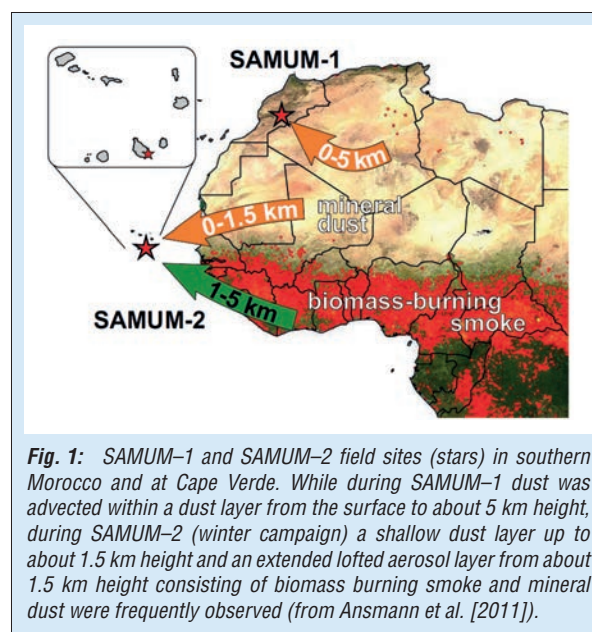 SAMUM-1
0-5 km
0-1.5 km
mineral
dust
1-5 km
biomass-burning
smoke
SAMUM-2
Fig. 1: SAMUM–1 and SAMUM–2 field sites (stars) in southern
Morocco and at Cape Verde. While during SAMUM–1 dust was
advected within a dust layer from the surface to about 5 km height,
during SAMUM–2 (winter campaign) a shallow dust layer up to
about 1.5 km height and an extended lofted aerosol layer from about
1.5 km height consisting of biomass burning smoke and mineral
dust were frequently observed (from Ansmann et al. [2011]).